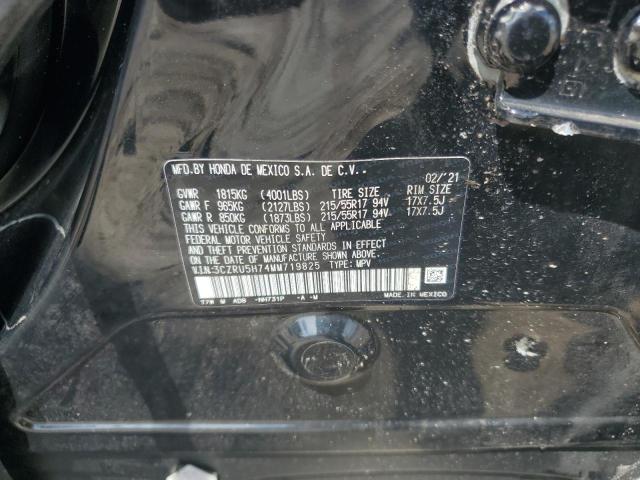 MFD.BY HONDA DE MEXICO S.A. DE C.V.. 02/'21
GVWR 1815KG (4001LBS) TIRE SIZE RIM SIZE
GAWR F 965KG (2127LBS) 215/55R17 94V 17X7.5J
GAWR R 850KG (1873LBS) 215/55R17 94V 17X7.5J
THIS VEHICLE CONFORMS TO ALL APPLICABLE
FEDERAL MOTOR VEHICLE SAFETY AND THEFT PREVENTION
STANDARDS IN EFFECT ON THE DATE OF MANUFACTURE SHOWN ABOVE.
V.I.N:3CZRU5H74MM719825 TYPE: MPV
T7W M ADS -NH731P -A -M MADE IN MEXICO